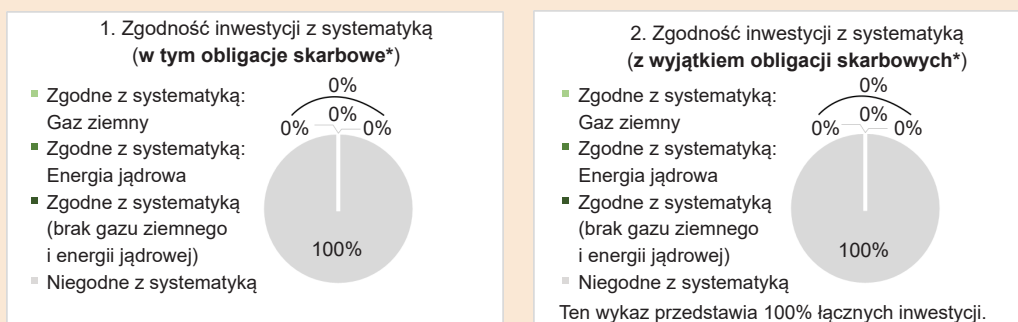 1. Zgodność inwestycji z systematyką
(w tym obligacje skarbowe*)
Zgodne z systematyką:
Gaz ziemny
Zgodne z systematyką:
Energia jądrowa
Zgodne z systematyką
(brak gazu ziemnego
i energii jądrowej)
Niegodne z systematyką
0%
0%
0%
0%
100%
2. Zgodność inwestycji z systematyką
(z wyjątkiem obligacji skarbowych*)
Zgodne z systematyką:
Gaz ziemny
Zgodne z systematyką:
Energia jądrowa
Zgodne z systematyką
(brak gazu ziemnego
i energii jądrowej)
Niegodne z systematyką
0%
0%
0%
0%
100%
Ten wykaz przedstawia 100% łącznych inwestycji.